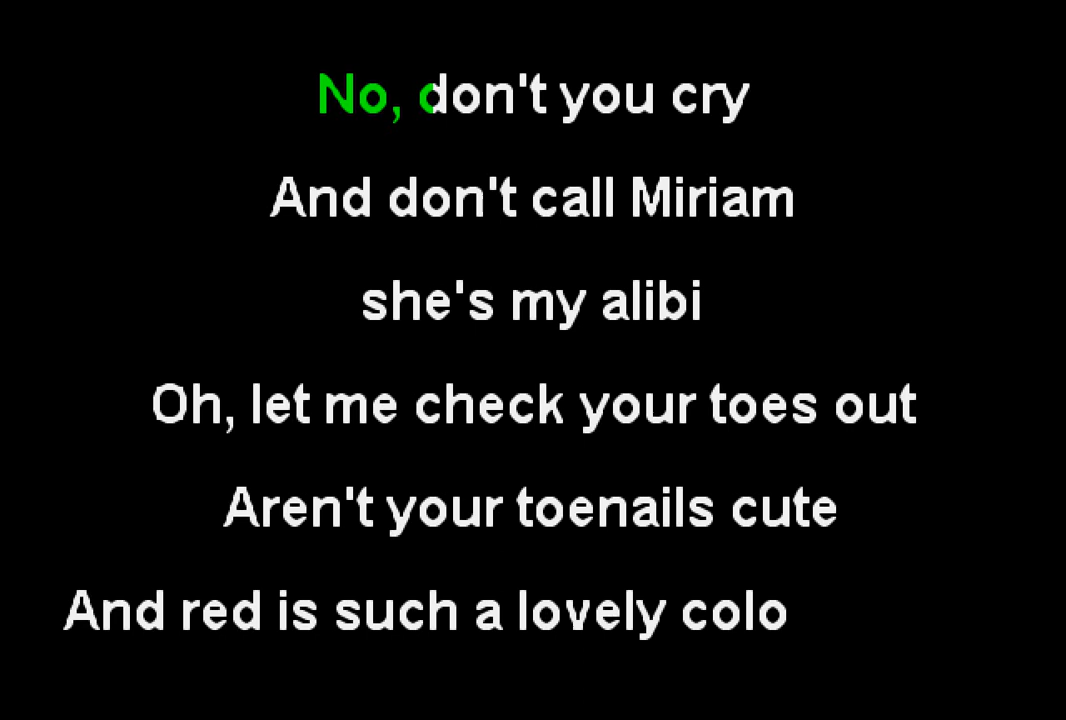 No, don't you cry
And don't call Miriam
she's my alibi
Oh, let me check your toes out
Aren't your toenails cute
And red is such a lovely colo